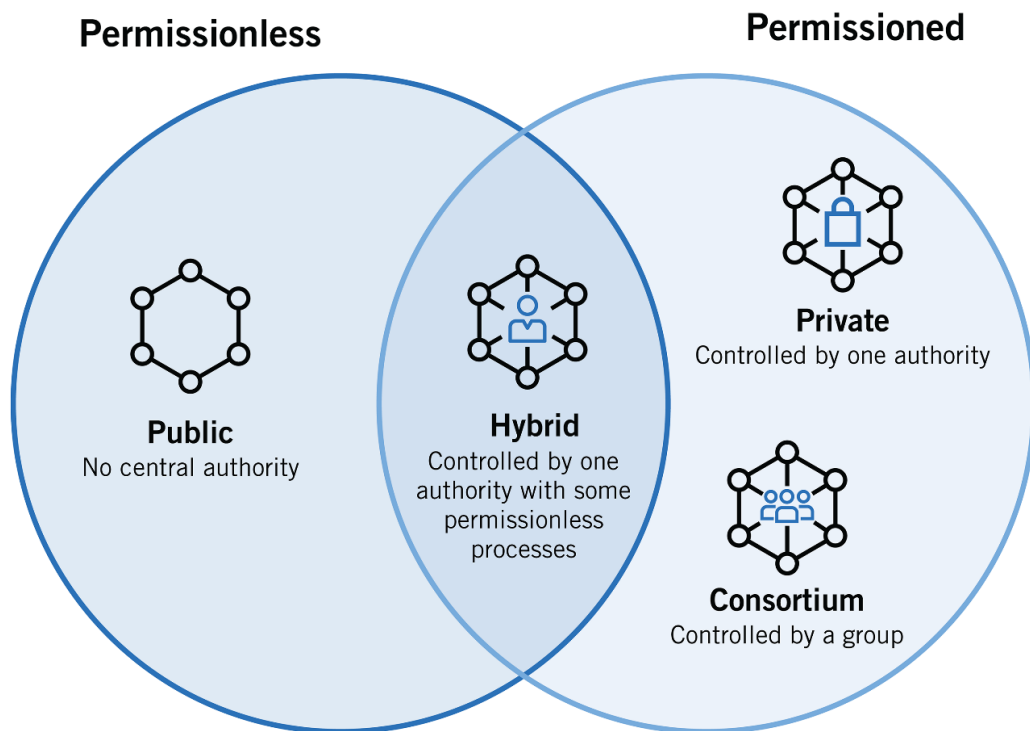 Permissionless
Permissioned
Public
No central authority
Hybrid
Controlled by one
authority with some
permissionless
processes
Private
Controlled by one authority
Consortium
Controlled by a group